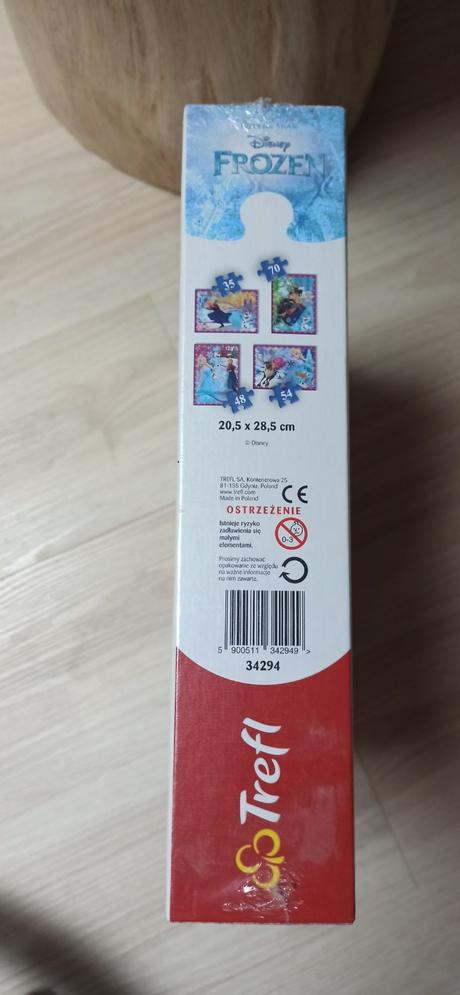 Disney
FROZEN
35
70
48
54
20,5 x 28,5 cm
© Disney
TREFL SA, Kontenerowa 25
81-155 Gdynia, Poland
www.trefl.com
Made in Poland
CE
OSTRZEŻENIE
Istnieje ryzyko
zadławienia się
małymi
elementami.
0-3
Prosimy zachować
opakowanie ze względu
na ważne informacje
na nim zawarte.
5 900511 342949 >
34294
Trefl